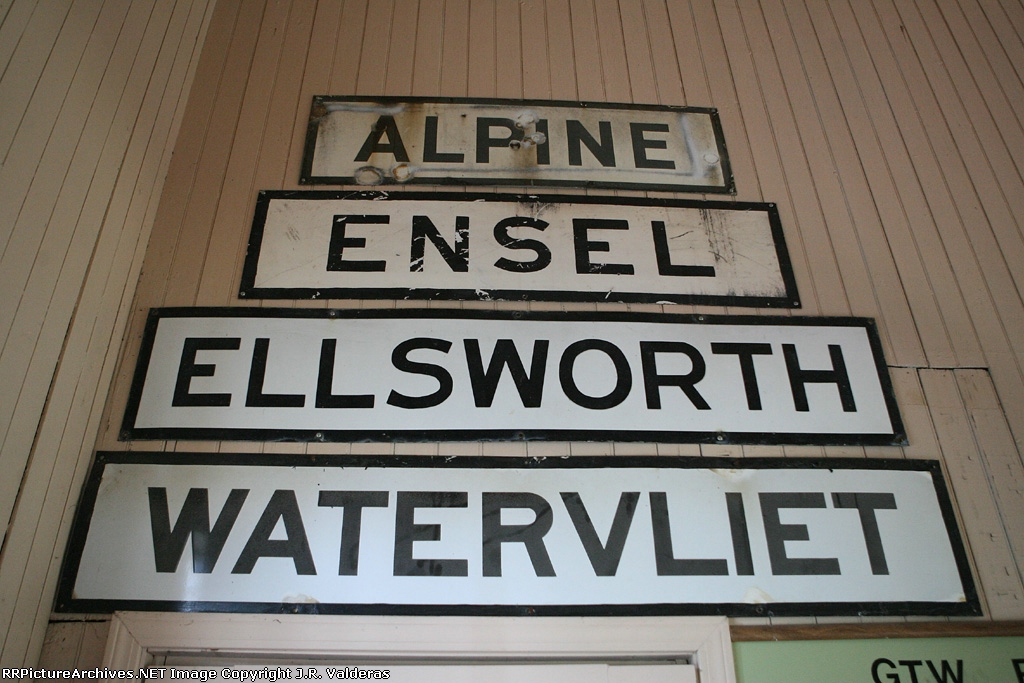 ALPINE
ENSEL
ELLSWORTH
WATERVLIET
GTW
RRPictureArchives.NET Image Copyright J.R. Valderas